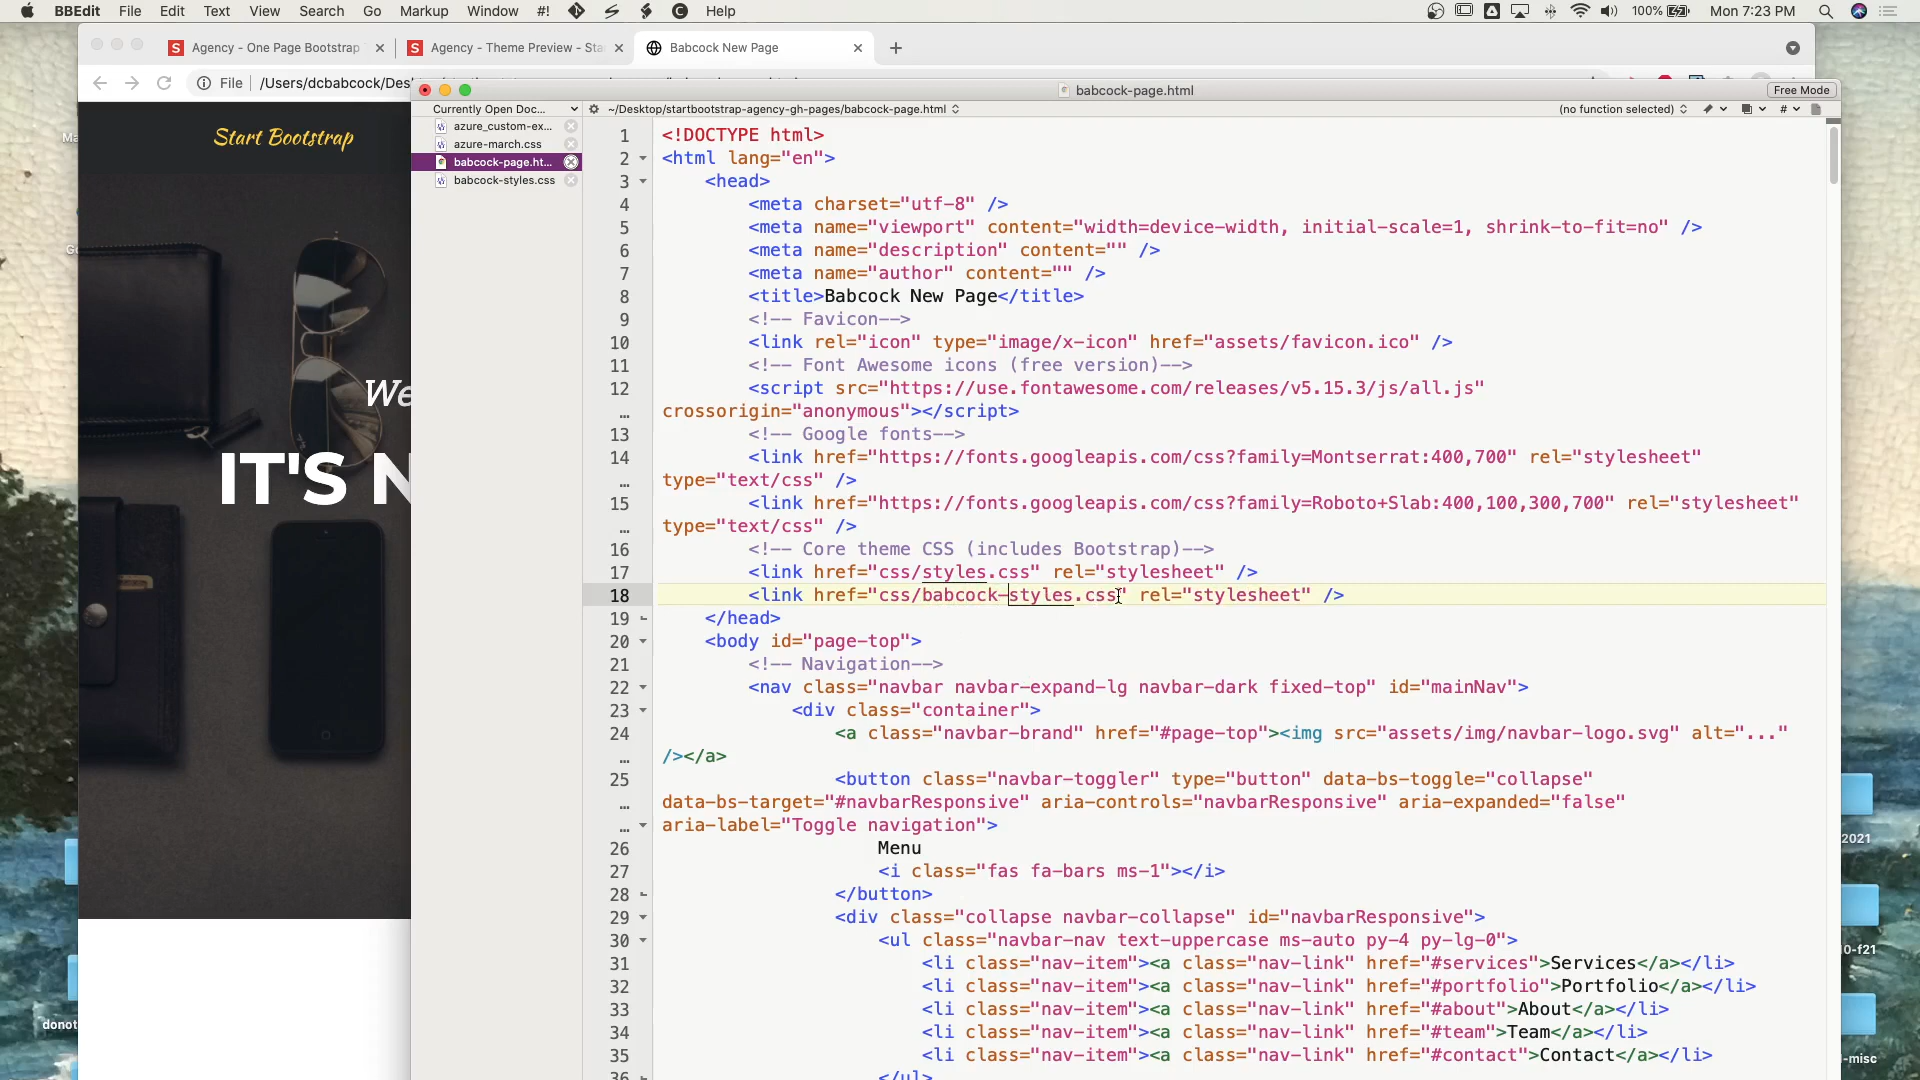 BBEdit File Edit Text View Search Go Markup Window #! Help 100% Mon 7:23 PM
Agency - One Page Bootstrap
Agency - Theme Preview - Sta
Babcock New Page
File /Users/dcbabcock/Des
babcock-page.html
Free Mode
Currently Open Doc...
~/Desktop/startbootstrap-agency-gh-pages/babcock-page.html
(no function selected)
#
azure_custom-ex...
azure-march.css
babcock-page.ht...
babcock-styles.css
Start Bootstrap
We
IT'S N
1 <!DOCTYPE html>
2 <html lang="en">
3 <head>
4 <meta charset="utf-8" />
5 <meta name="viewport" content="width=device-width, initial-scale=1, shrink-to-fit=no" />
6 <meta name="description" content="" />
7 <meta name="author" content="" />
8 <title>Babcock New Page</title>
9 <!-- Favicon-->
10 <link rel="icon" type="image/x-icon" href="assets/favicon.ico" />
11 <!-- Font Awesome icons (free version)-->
12 <script src="https://use.fontawesome.com/releases/v5.15.3/js/all.js"
… crossorigin="anonymous"></script>
13 <!-- Google fonts-->
14 <link href="https://fonts.googleapis.com/css?family=Montserrat:400,700" rel="stylesheet"
… type="text/css" />
15 <link href="https://fonts.googleapis.com/css?family=Roboto+Slab:400,100,300,700" rel="stylesheet"
… type="text/css" />
16 <!-- Core theme CSS (includes Bootstrap)-->
17 <link href="css/styles.css" rel="stylesheet" />
18 <link href="css/babcock-styles.css" rel="stylesheet" />
19 </head>
20 <body id="page-top">
21 <!-- Navigation-->
22 <nav class="navbar navbar-expand-lg navbar-dark fixed-top" id="mainNav">
23 <div class="container">
24 <a class="navbar-brand" href="#page-top"><img src="assets/img/navbar-logo.svg" alt="..."
… /></a>
25 <button class="navbar-toggler" type="button" data-bs-toggle="collapse"
… data-bs-target="#navbarResponsive" aria-controls="navbarResponsive" aria-expanded="false"
… aria-label="Toggle navigation">
26 Menu
27 <i class="fas fa-bars ms-1"></i>
28 </button>
29 <div class="collapse navbar-collapse" id="navbarResponsive">
30 <ul class="navbar-nav text-uppercase ms-auto py-4 py-lg-0">
31 <li class="nav-item"><a class="nav-link" href="#services">Services</a></li>
32 <li class="nav-item"><a class="nav-link" href="#portfolio">Portfolio</a></li>
33 <li class="nav-item"><a class="nav-link" href="#about">About</a></li>
34 <li class="nav-item"><a class="nav-link" href="#team">Team</a></li>
35 <li class="nav-item"><a class="nav-link" href="#contact">Contact</a></li>
36 </ul>
2021
0-f21
-misc
donot